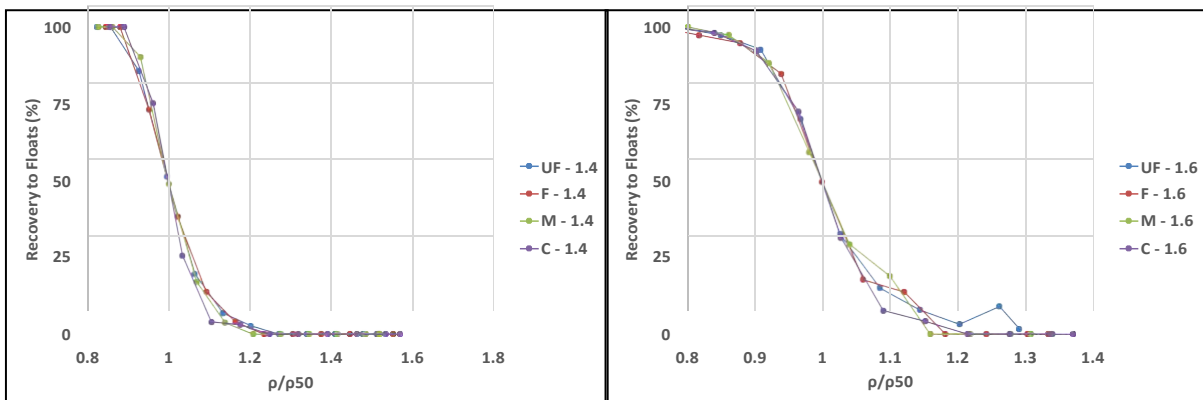 100
75
50
25
0
Recovery to Floats (%)
0.8 1 1.2 1.4 1.6 1.8
ρ/ρ50
UF - 1.4
F - 1.4
M - 1.4
C - 1.4
100
75
50
25
0
Recovery to Floats (%)
0.8 0.9 1 1.1 1.2 1.3 1.4
ρ/ρ50
UF - 1.6
F - 1.6
M - 1.6
C - 1.6